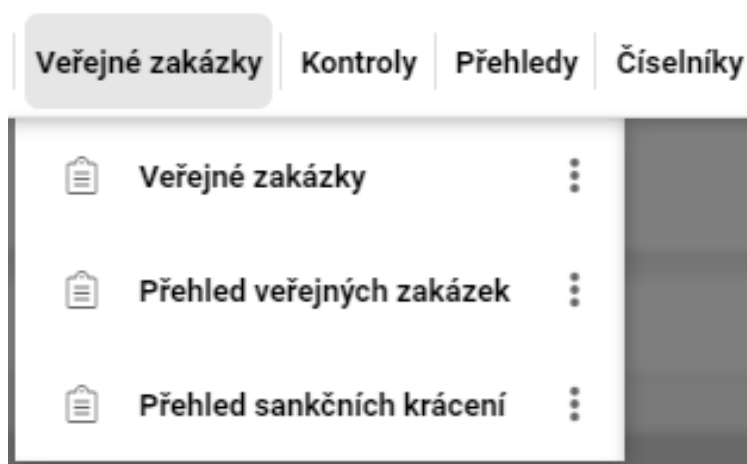 Veřejné zakázky Kontroly Přehledy Číselníky
Veřejné zakázky
Přehled veřejných zakázek
Přehled sankčních krácení